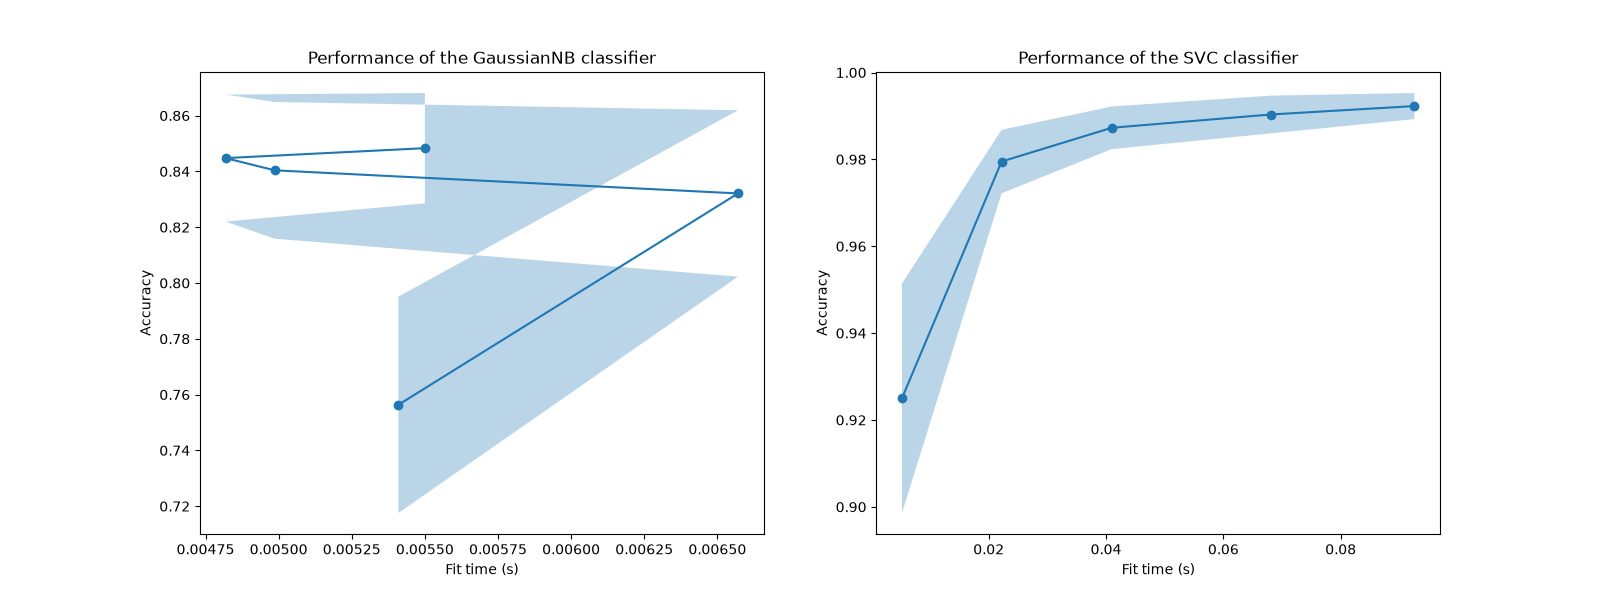 Performance of the GaussianNB classifier
Accuracy
0.86
0.84
0.82
0.80
0.78
0.76
0.74
0.72
0.00475 0.00500 0.00525 0.00550 0.00575 0.00600 0.00625 0.00650
Fit time (s)
Performance of the SVC classifier
Accuracy
1.00
0.98
0.96
0.94
0.92
0.90
0.02 0.04 0.06 0.08
Fit time (s)